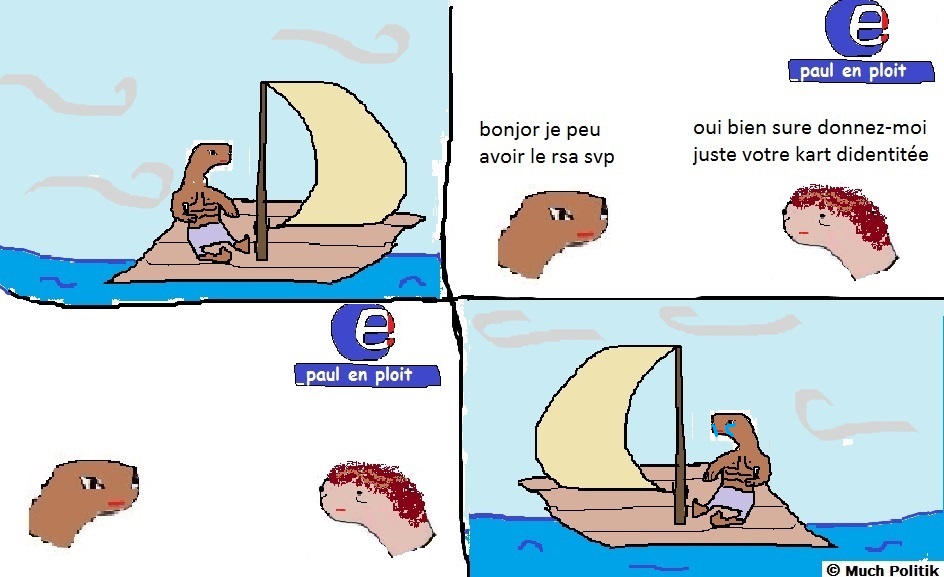 e
paul en ploit
bonjor je peu
avoir le rsa svp
oui bien sure donnez-moi
juste votre kart didentitée
e
paul en ploit
© Much Politik